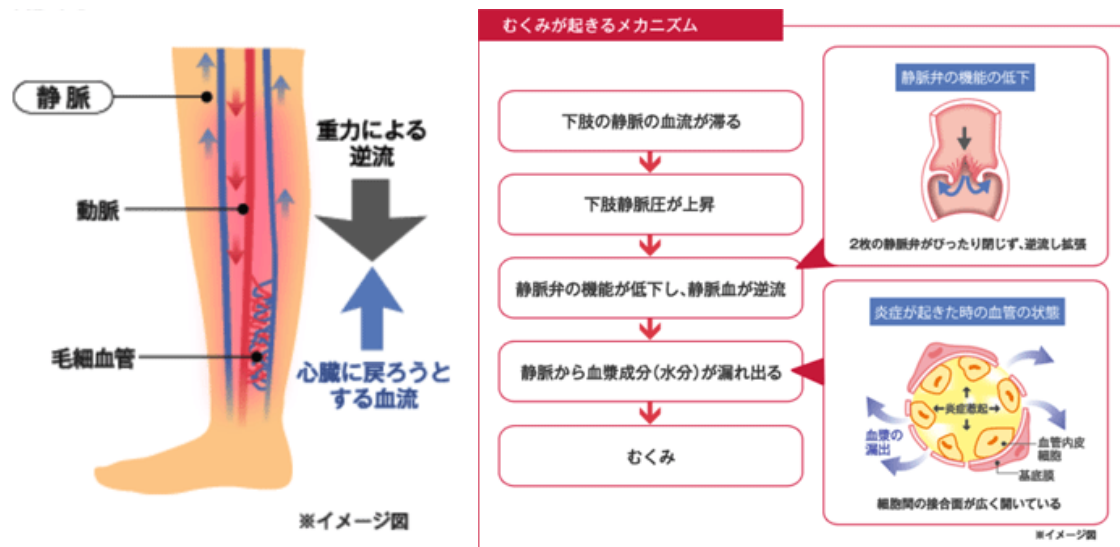 静脈
動脈
毛細血管
重力による
逆流
心臓に戻ろうと
する血流
※イメージ図
むくみが起きるメカニズム
下肢の静脈の血流が滞る
下肢静脈圧が上昇
静脈弁の機能が低下し、静脈血が逆流
静脈から血漿成分(水分)が漏れ出る
むくみ
静脈弁の機能の低下
2枚の静脈弁がぴったり閉じず、逆流し拡張
炎症が起きた時の血管の状態
炎症惹起
血漿の
漏出
血管内皮
細胞
基底膜
細胞間の接合面が広く開いている
※イメージ図